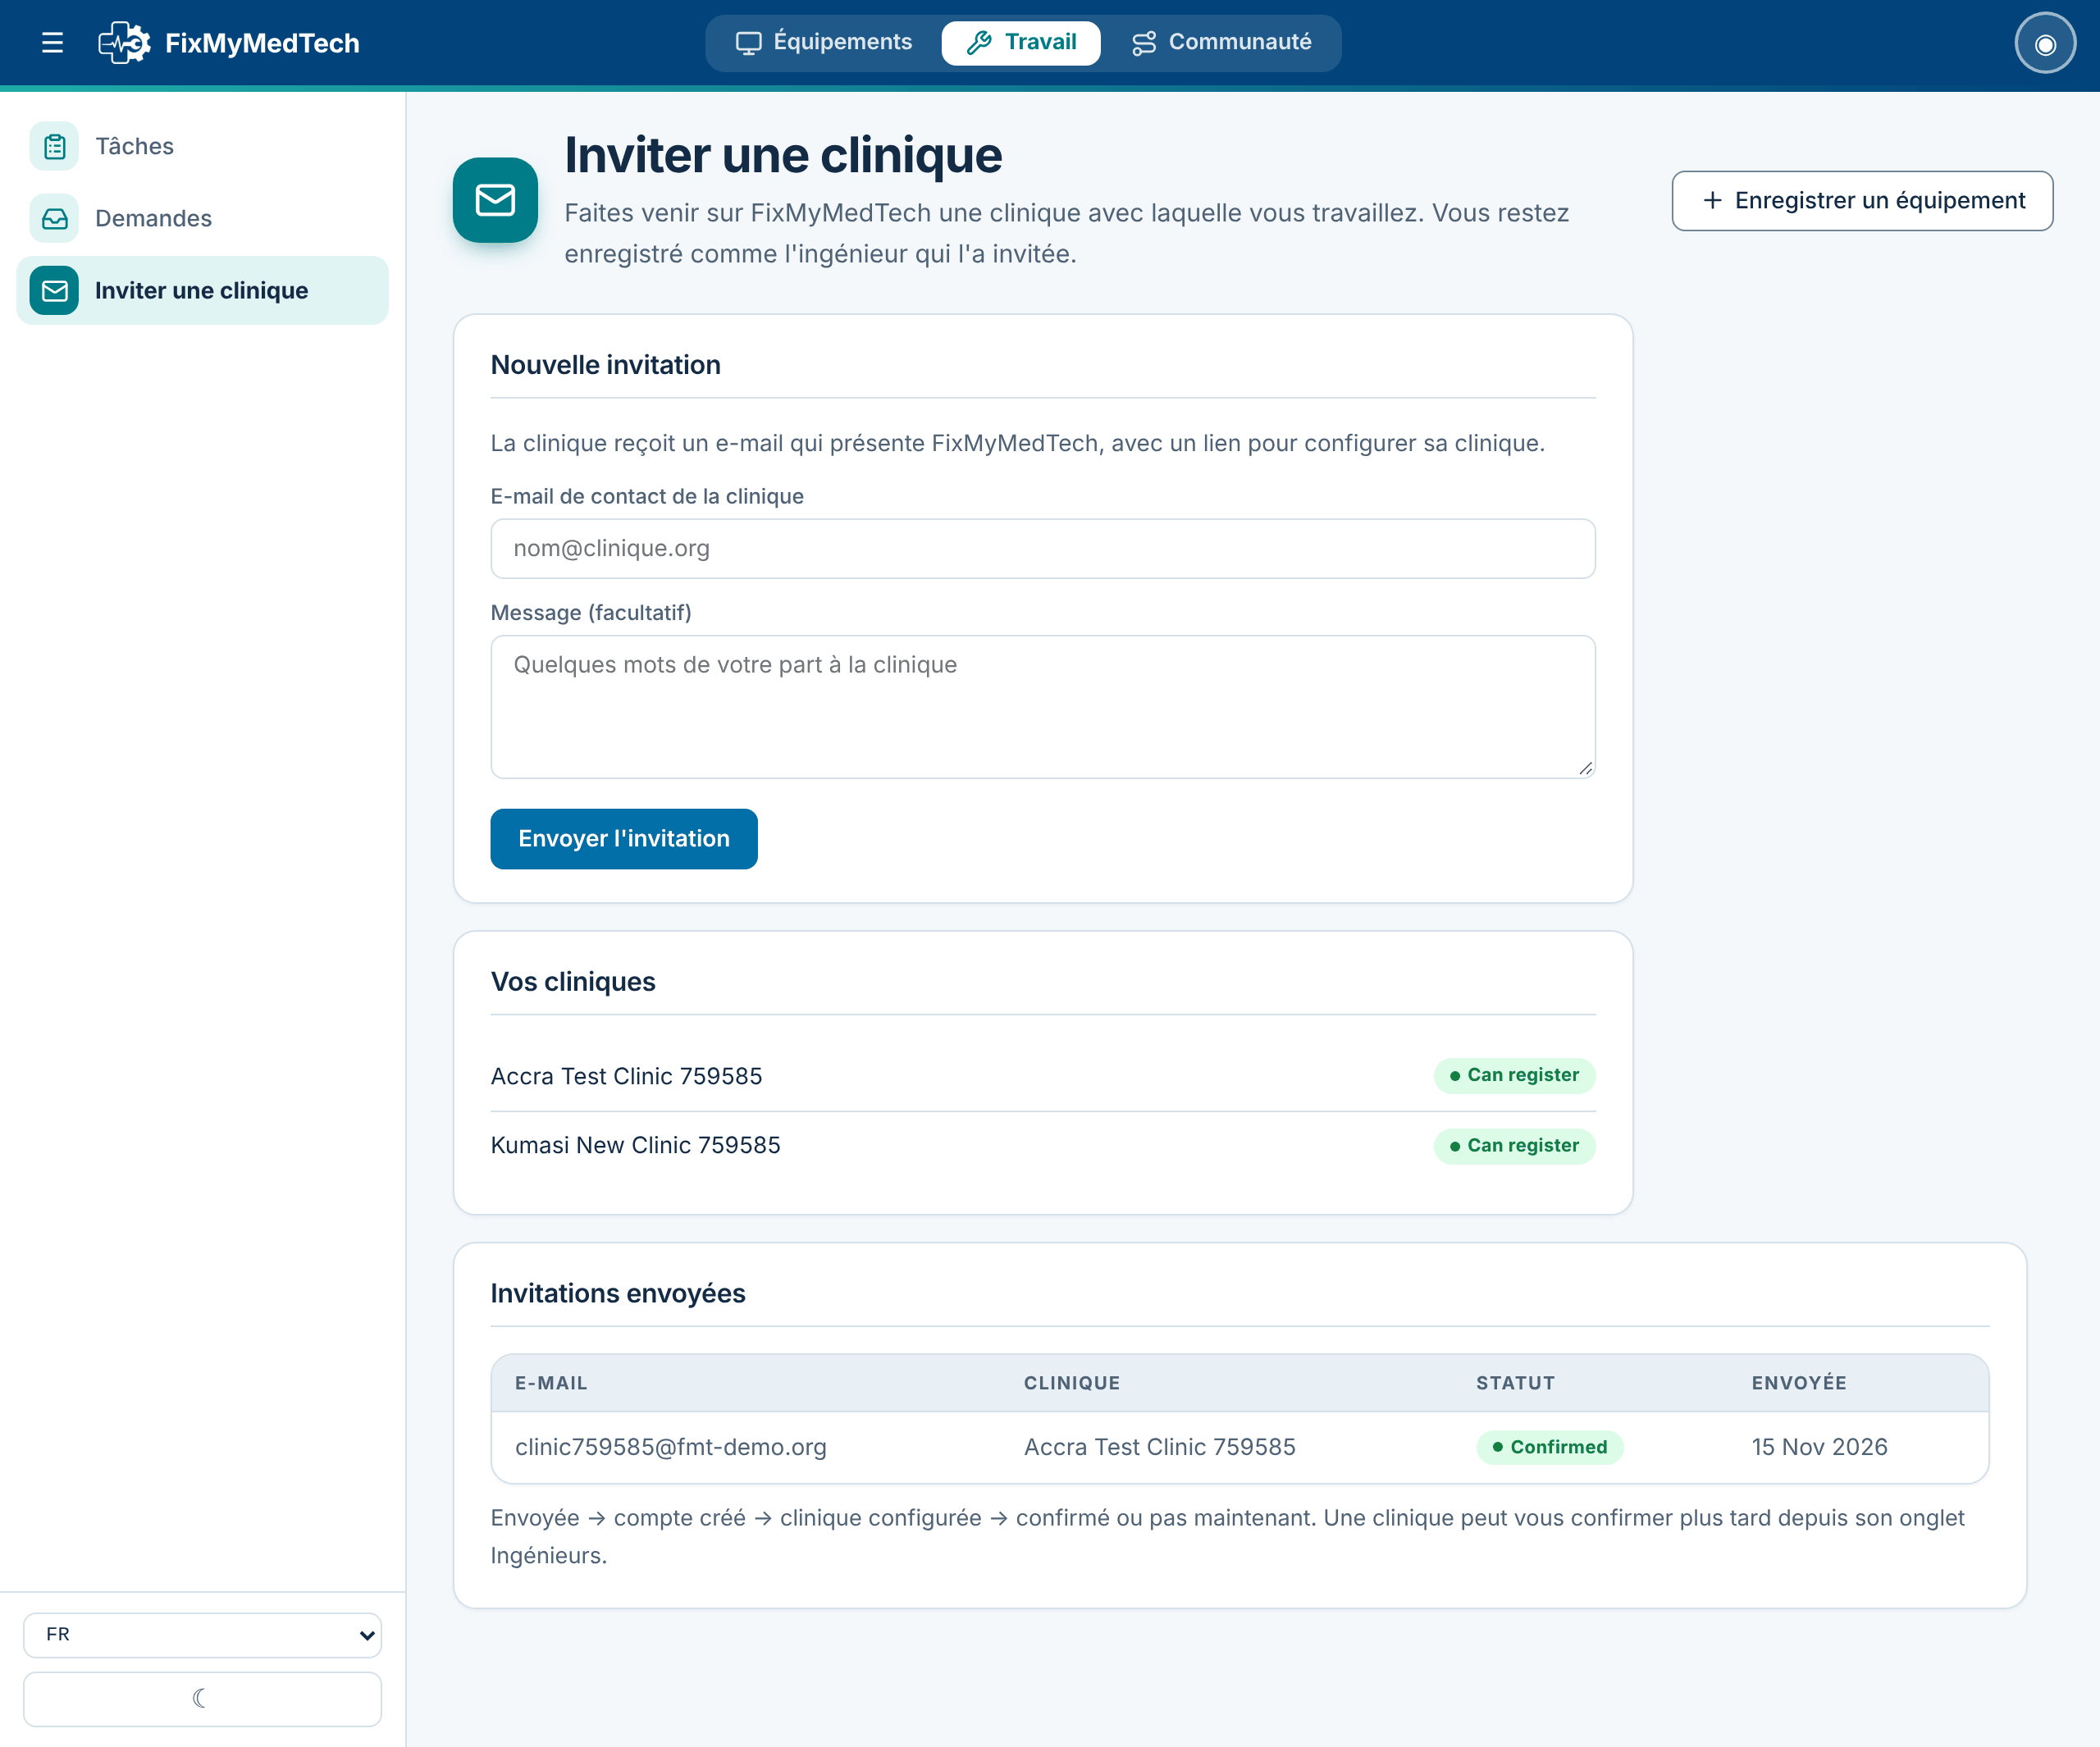 FixMyMedTech
Équipements
Travail
Communauté
Tâches
Demandes
Inviter une clinique
Inviter une clinique
Faites venir sur FixMyMedTech une clinique avec laquelle vous travaillez. Vous restez
enregistré comme l'ingénieur qui l'a invitée.
+ Enregistrer un équipement
Nouvelle invitation
La clinique reçoit un e-mail qui présente FixMyMedTech, avec un lien pour configurer sa clinique.
E-mail de contact de la clinique
nom@clinique.org
Message (facultatif)
Quelques mots de votre part à la clinique
Envoyer l'invitation
Vos cliniques
Accra Test Clinic 759585
Can register
Kumasi New Clinic 759585
Can register
Invitations envoyées
E-MAIL CLINIQUE STATUT ENVOYÉE
clinic759585@fmt-demo.org Accra Test Clinic 759585 Confirmed 15 Nov 2026
Envoyée → compte créé → clinique configurée → confirmé ou pas maintenant. Une clinique peut vous confirmer plus tard depuis son onglet
Ingénieurs.
FR